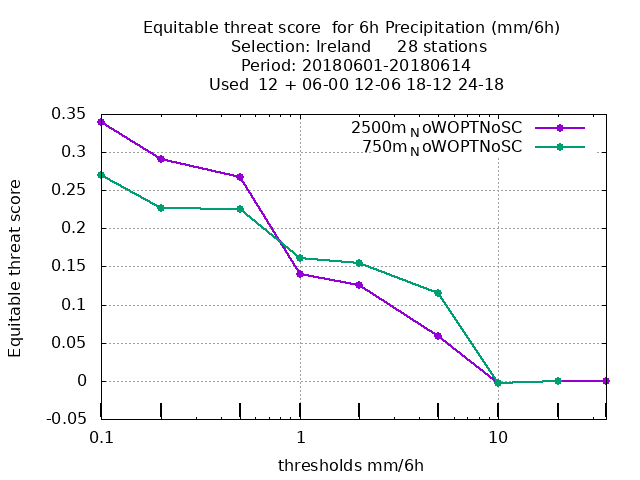 Equitable threat score  for 6h Precipitation (mm/6h)
Selection: Ireland     28 stations
Period: 20180601-20180614
Used  12 + 06-00 12-06 18-12 24-18
2500m_NoWOPTNoSC
750m_NoWOPTNoSC
Equitable threat score
0.35
0.3
0.25
0.2
0.15
0.1
0.05
0
-0.05
0.1 1 10
thresholds mm/6h